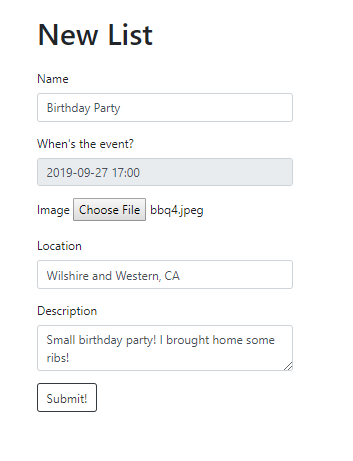 New List
Name
Birthday Party
When's the event?
2019-09-27 17:00
Image Choose File bbq4.jpeg
Location
Wilshire and Western, CA
Description
Small birthday party! I brought home some
ribs!
Submit!